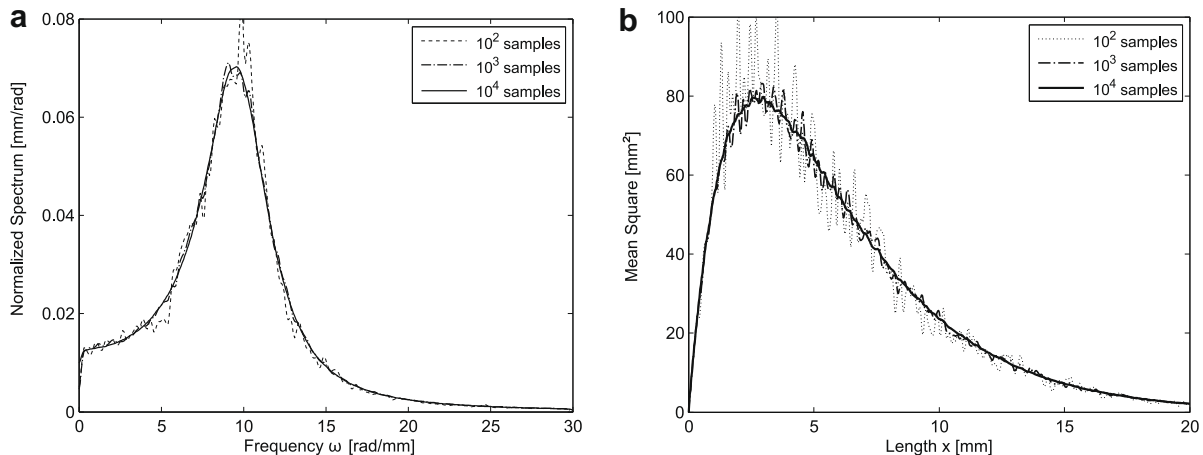 a
0.08
0.06
0.04
0.02
0
Normalized Spectrum [mm/rad]
10² samples
10³ samples
10⁴ samples
0 5 10 15 20 25 30
Frequency ω [rad/mm]
b
100
80
60
40
20
0
Mean Square [mm²]
10² samples
10³ samples
10⁴ samples
0 5 10 15 20
Length x [mm]